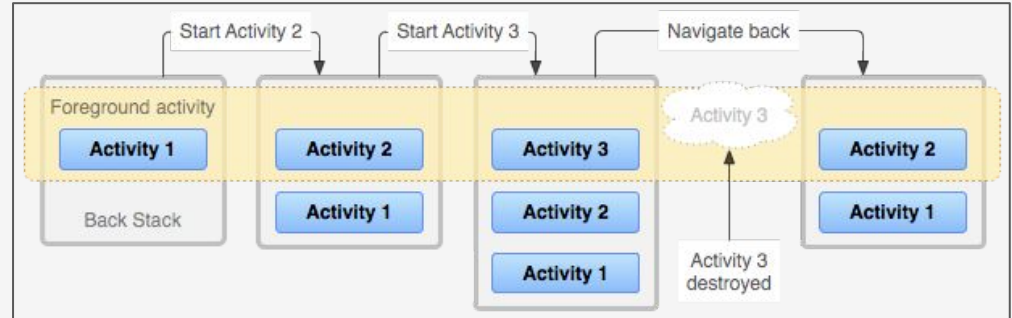 Start Activity 2
Start Activity 3
Navigate back
Foreground activity
Activity 1
Back Stack
Activity 2
Activity 1
Activity 3
Activity 2
Activity 1
Activity 3
Activity 3
destroyed
Activity 2
Activity 1